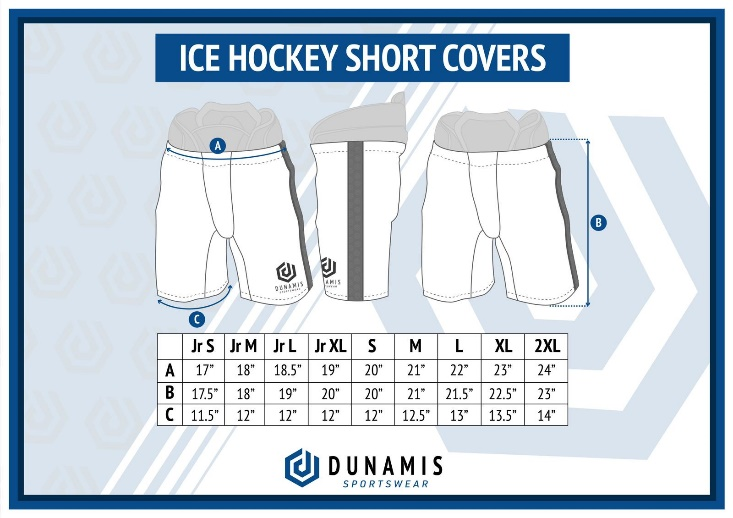 ICE HOCKEY SHORT COVERS
A
B
C
DUNAMIS
SPORTSWEAR
AMIS
WEAR
Jr S Jr M Jr L Jr XL S M L XL 2XL
A 17” 18” 18.5” 19” 20” 21” 22” 23” 24”
B 17.5” 18” 19” 20” 20” 21” 21.5” 22.5” 23”
C 11.5” 12” 12” 12” 12” 12.5” 13” 13.5” 14”
DUNAMIS
SPORTSWEAR